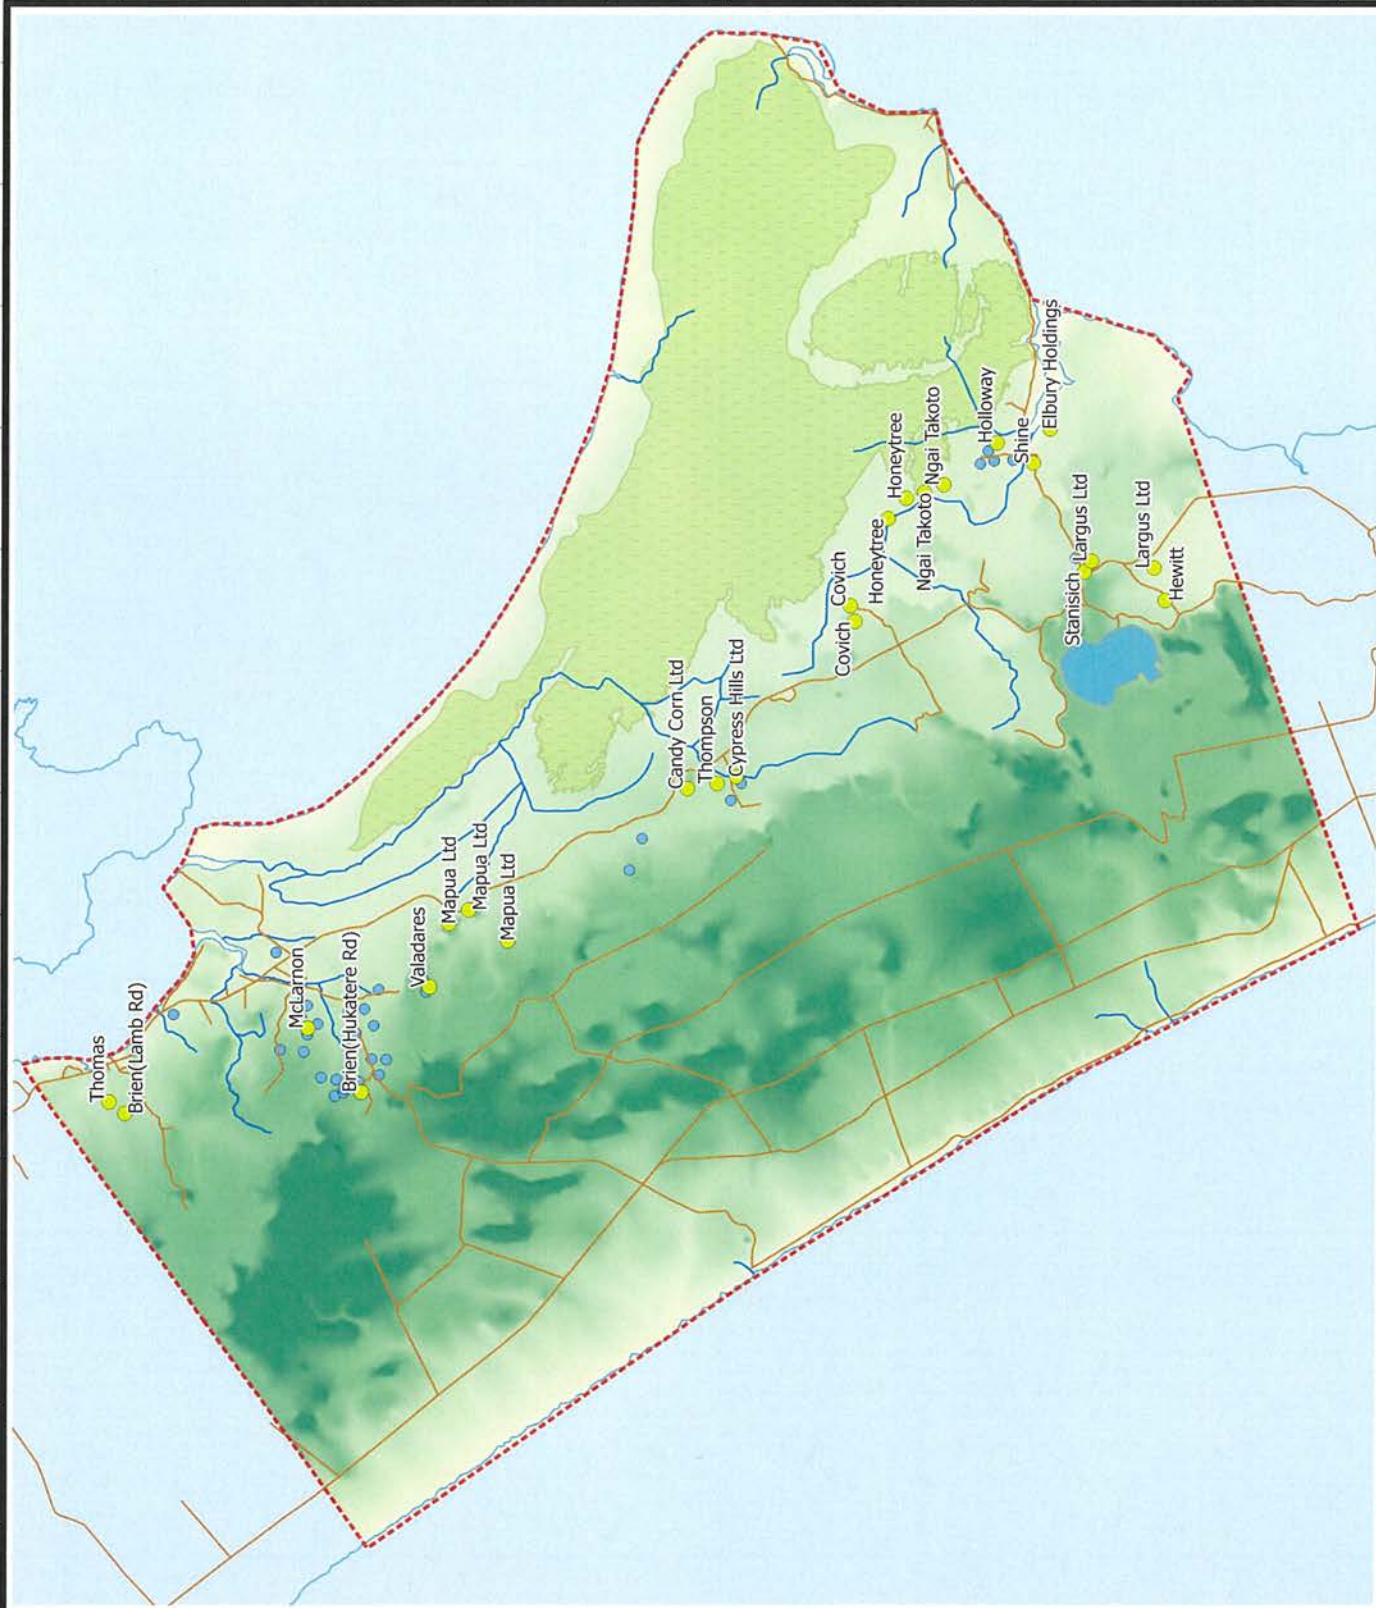 Thomas
Brien(Lamb Rd)
McLarnon
Brien(Hukatere Rd)
Valadares
Mapua Ltd
Mapua Ltd
Mapua Ltd
Candy Corn Ltd
Thompson
Cypress Hills Ltd
Covich
Covich
Honeytree
Honeytree
Ngai Takoto
Ngai Takoto
Holloway
Shine
Elbury Holdings
Stanisich
Largus Ltd
Largus Ltd
Hewitt